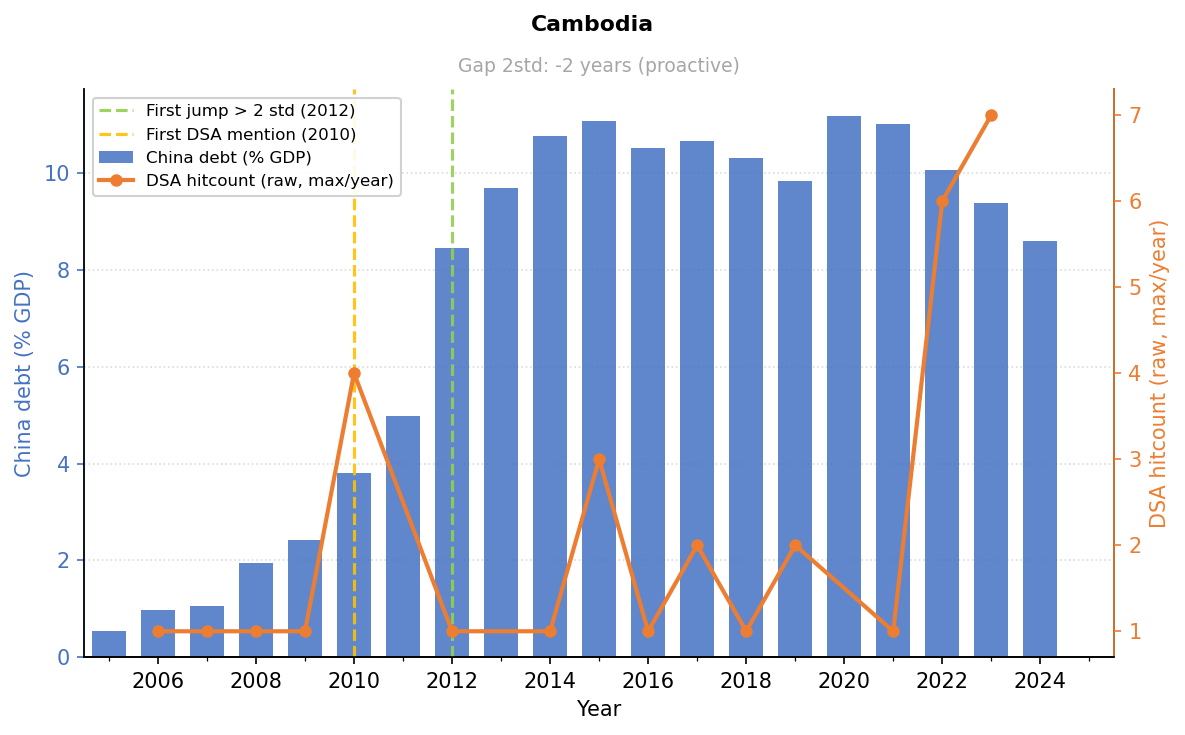 Cambodia
Gap 2std: -2 years (proactive)
First jump > 2 std (2012)
First DSA mention (2010)
China debt (% GDP)
DSA hitcount (raw, max/year)
China debt (% GDP)
10
8
6
4
2
0
7
6
5
4
3
2
1
DSA hitcount (raw, max/year)
2006 2008 2010 2012 2014 2016 2018 2020 2022 2024
Year